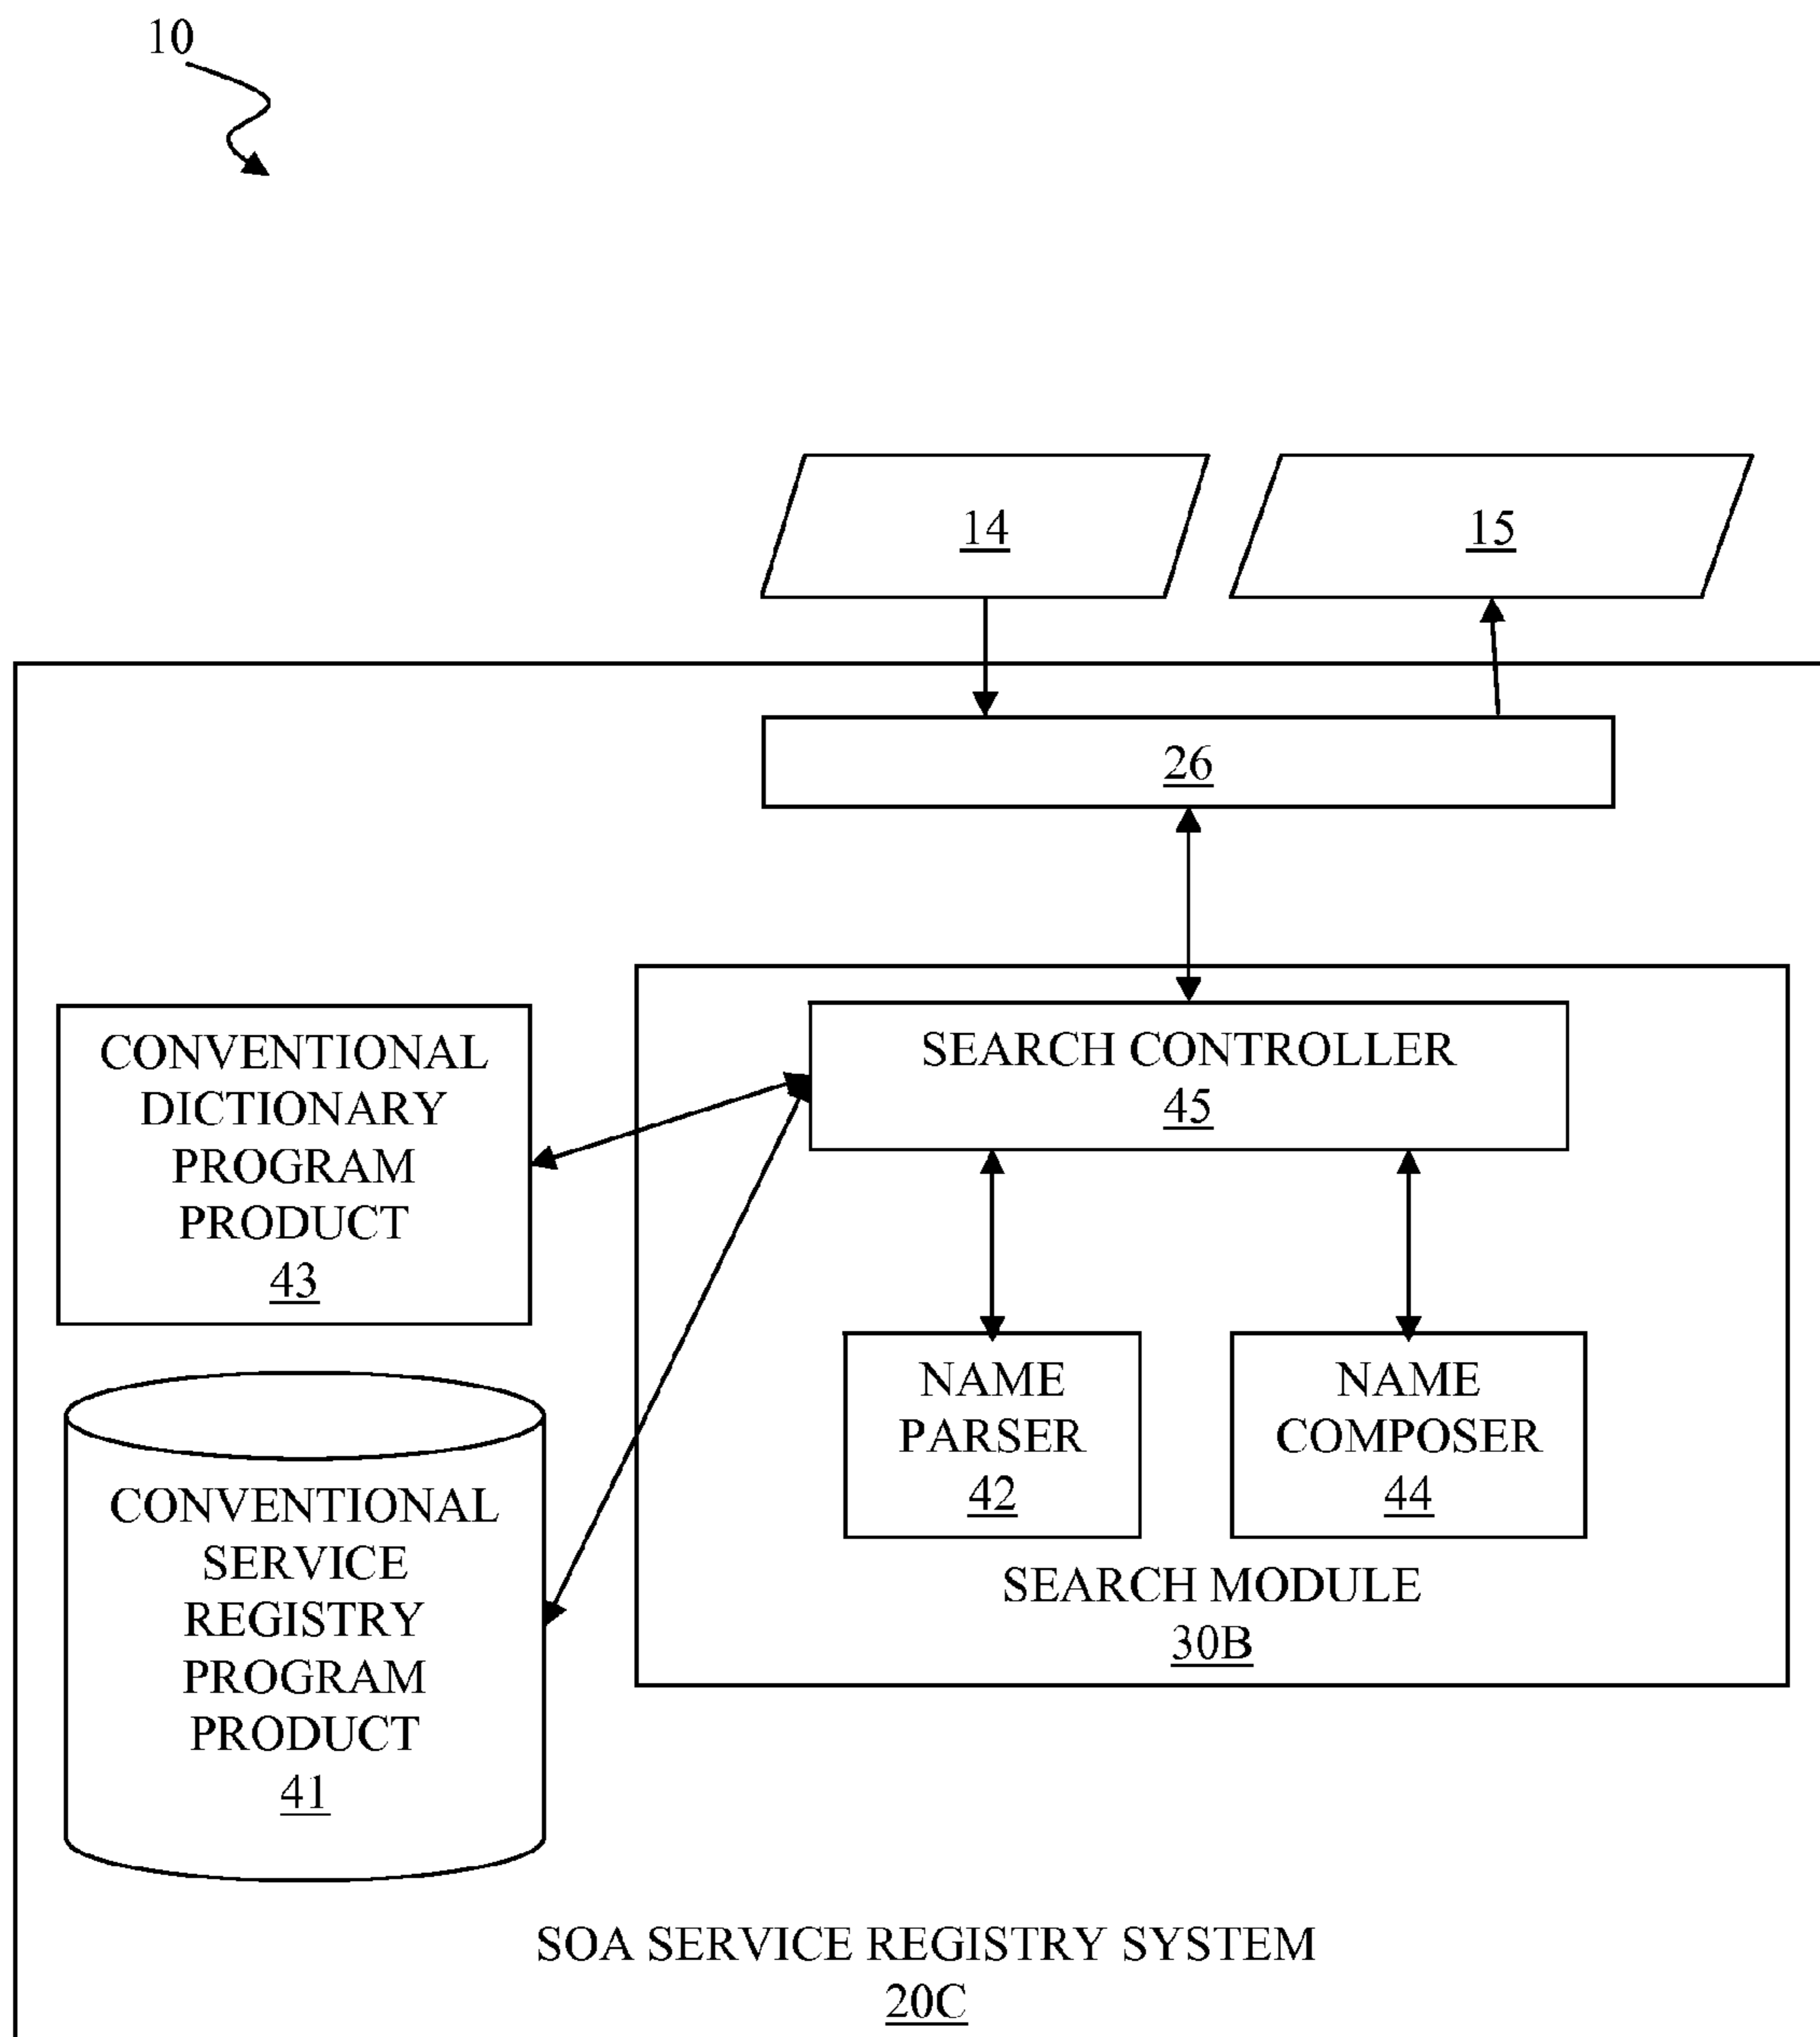 10
14
15
26
CONVENTIONAL
DICTIONARY
PROGRAM
PRODUCT
43
SEARCH CONTROLLER
45
NAME
PARSER
42
NAME
COMPOSER
44
SEARCH MODULE
30B
CONVENTIONAL
SERVICE
REGISTRY
PROGRAM
PRODUCT
41
SOA SERVICE REGISTRY SYSTEM
20C